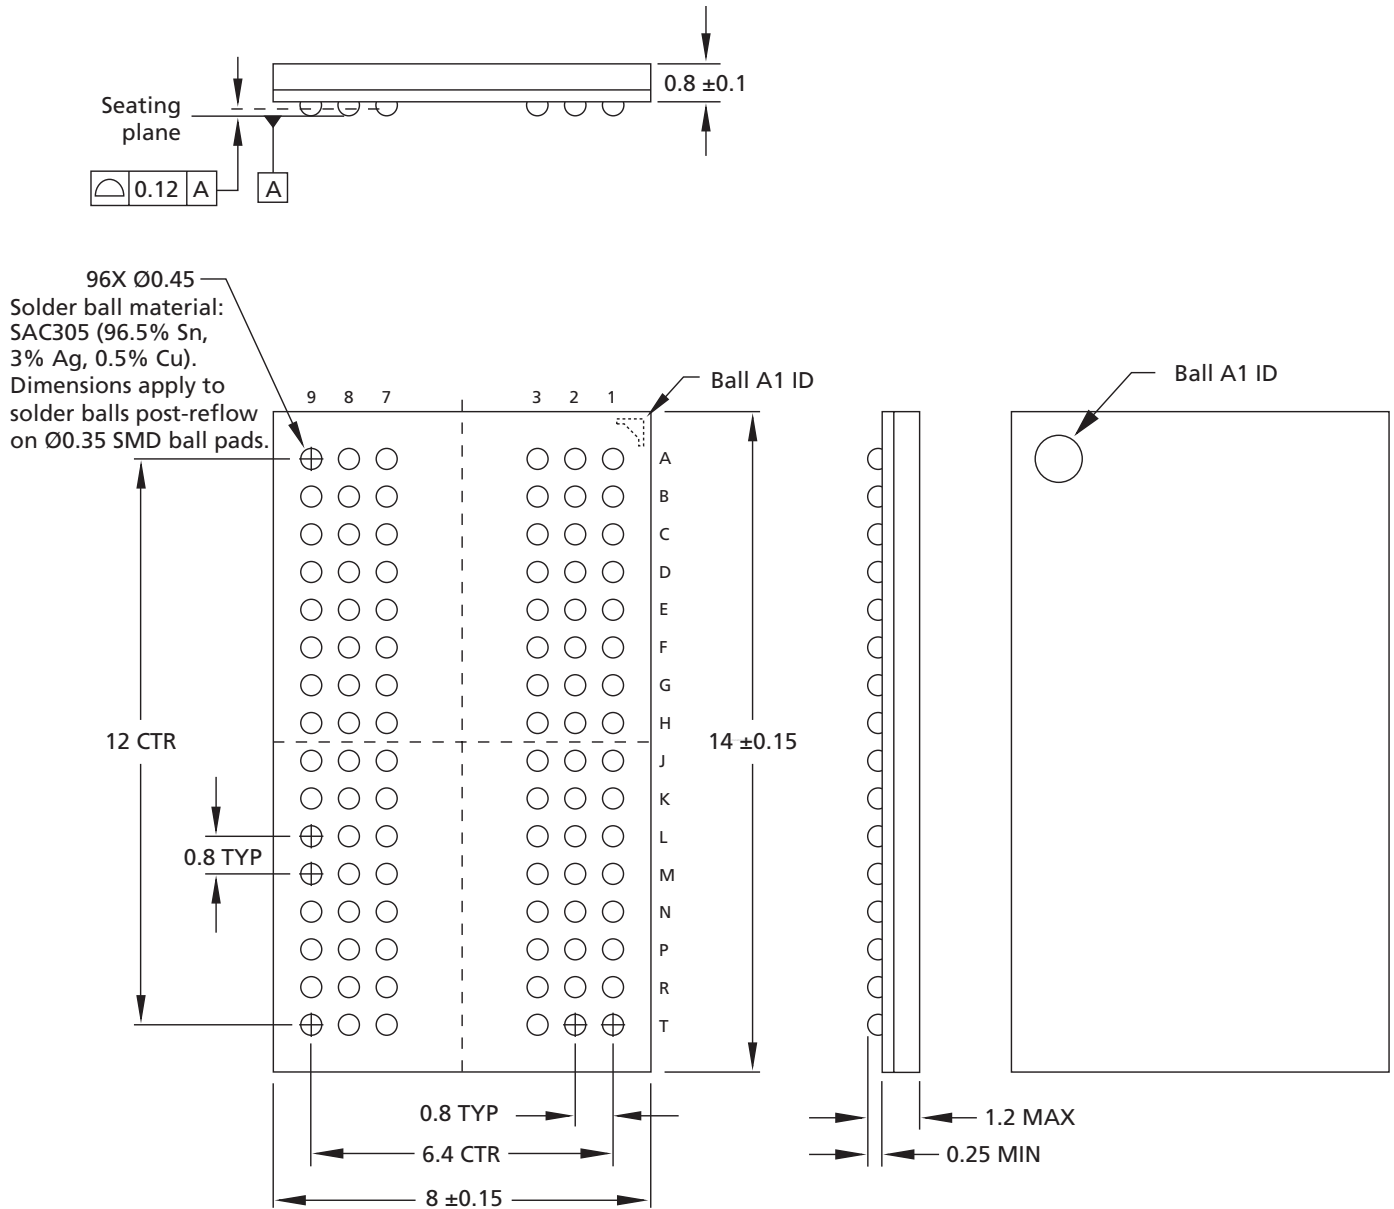 0.8 ±0.1
Seating
plane
0.12 A
A
96X Ø0.45
Solder ball material:
SAC305 (96.5% Sn,
3% Ag, 0.5% Cu).
Dimensions apply to
solder balls post-reflow
on Ø0.35 SMD ball pads.
9 8 7 3 2 1
Ball A1 ID
Ball A1 ID
A
B
C
D
E
F
G
H
J
K
L
M
N
P
R
T
12 CTR
14 ±0.15
0.8 TYP
0.8 TYP
1.2 MAX
6.4 CTR
0.25 MIN
8 ±0.15